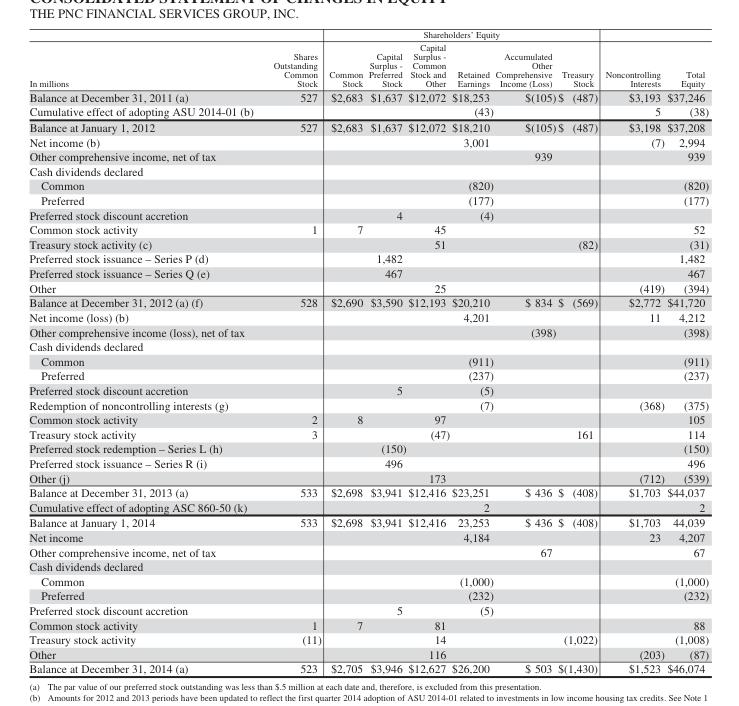 THE PNC FINANCIAL SERVICES GROUP, INC.
Shareholders' Equity
In millions Shares Outstanding Common Stock Common Stock Capital Surplus - Preferred Stock Capital Surplus - Common Stock and Other Retained Earnings Accumulated Other Comprehensive Income (Loss) Treasury Stock Noncontrolling Interests Total Equity
Balance at December 31, 2011 (a) 527 $2,683 $1,637 $12,072 $18,253 $(105) $ (487) $3,193 $37,246
Cumulative effect of adopting ASU 2014-01 (b) (43) 5 (38)
Balance at January 1, 2012 527 $2,683 $1,637 $12,072 $18,210 $(105) $ (487) $3,198 $37,208
Net income (b) 3,001 (7) 2,994
Other comprehensive income, net of tax 939 939
Cash dividends declared
Common (820) (820)
Preferred (177) (177)
Preferred stock discount accretion 4 (4)
Common stock activity 1 7 45 52
Treasury stock activity (c) 51 (82) (31)
Preferred stock issuance – Series P (d) 1,482 1,482
Preferred stock issuance – Series Q (e) 467 467
Other 25 (419) (394)
Balance at December 31, 2012 (a) (f) 528 $2,690 $3,590 $12,193 $20,210 $ 834 $ (569) $2,772 $41,720
Net income (loss) (b) 4,201 11 4,212
Other comprehensive income (loss), net of tax (398) (398)
Cash dividends declared
Common (911) (911)
Preferred (237) (237)
Preferred stock discount accretion 5 (5)
Redemption of noncontrolling interests (g) (7) (368) (375)
Common stock activity 2 8 97 105
Treasury stock activity 3 (47) 161 114
Preferred stock redemption – Series L (h) (150) (150)
Preferred stock issuance – Series R (i) 496 496
Other (j) 173 (712) (539)
Balance at December 31, 2013 (a) 533 $2,698 $3,941 $12,416 $23,251 $ 436 $ (408) $1,703 $44,037
Cumulative effect of adopting ASC 860-50 (k) 2 2
Balance at January 1, 2014 533 $2,698 $3,941 $12,416 23,253 $ 436 $ (408) $1,703 44,039
Net income 4,184 23 4,207
Other comprehensive income, net of tax 67 67
Cash dividends declared
Common (1,000) (1,000)
Preferred (232) (232)
Preferred stock discount accretion 5 (5)
Common stock activity 1 7 81 88
Treasury stock activity (11) 14 (1,022) (1,008)
Other 116 (203) (87)
Balance at December 31, 2014 (a) 523 $2,705 $3,946 $12,627 $26,200 $ 503 $(1,430) $1,523 $46,074
(a) The par value of our preferred stock outstanding was less than $.5 million at each date and, therefore, is excluded from this presentation.
(b) Amounts for 2012 and 2013 periods have been updated to reflect the first quarter 2014 adoption of ASU 2014-01 related to investments in low income housing tax credits. See Note 1